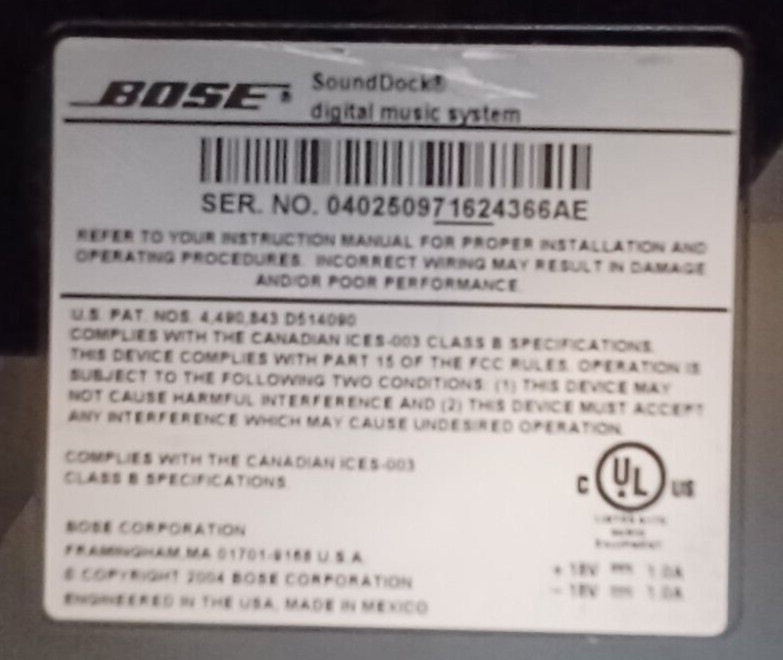 BOSE®
SoundDock®
digital music system
SER. NO. 040250971624366AE
REFER TO YOUR INSTRUCTION MANUAL FOR PROPER INSTALLATION AND
OPERATING PROCEDURES. INCORRECT WIRING MAY RESULT IN DAMAGE
AND/OR POOR PERFORMANCE.
U.S. PAT. NOS. 4,490,843 D514090
COMPLIES WITH THE CANADIAN ICES-003 CLASS B SPECIFICATIONS.
THIS DEVICE COMPLIES WITH PART 15 OF THE FCC RULES. OPERATION IS
SUBJECT TO THE FOLLOWING TWO CONDITIONS: (1) THIS DEVICE MAY
NOT CAUSE HARMFUL INTERFERENCE AND (2) THIS DEVICE MUST ACCEPT
ANY INTERFERENCE WHICH MAY CAUSE UNDESIRED OPERATION.
COMPLIES WITH THE CANADIAN ICES-003
CLASS B SPECIFICATIONS
C UL US
BOSE CORPORATION
FRAMINGHAM, MA 01701-9168 U.S.A.
© COPYRIGHT 2004 BOSE CORPORATION
ENGINEERED IN THE USA, MADE IN MEXICO
+ 18V 1.0A
- 18V 1.0A